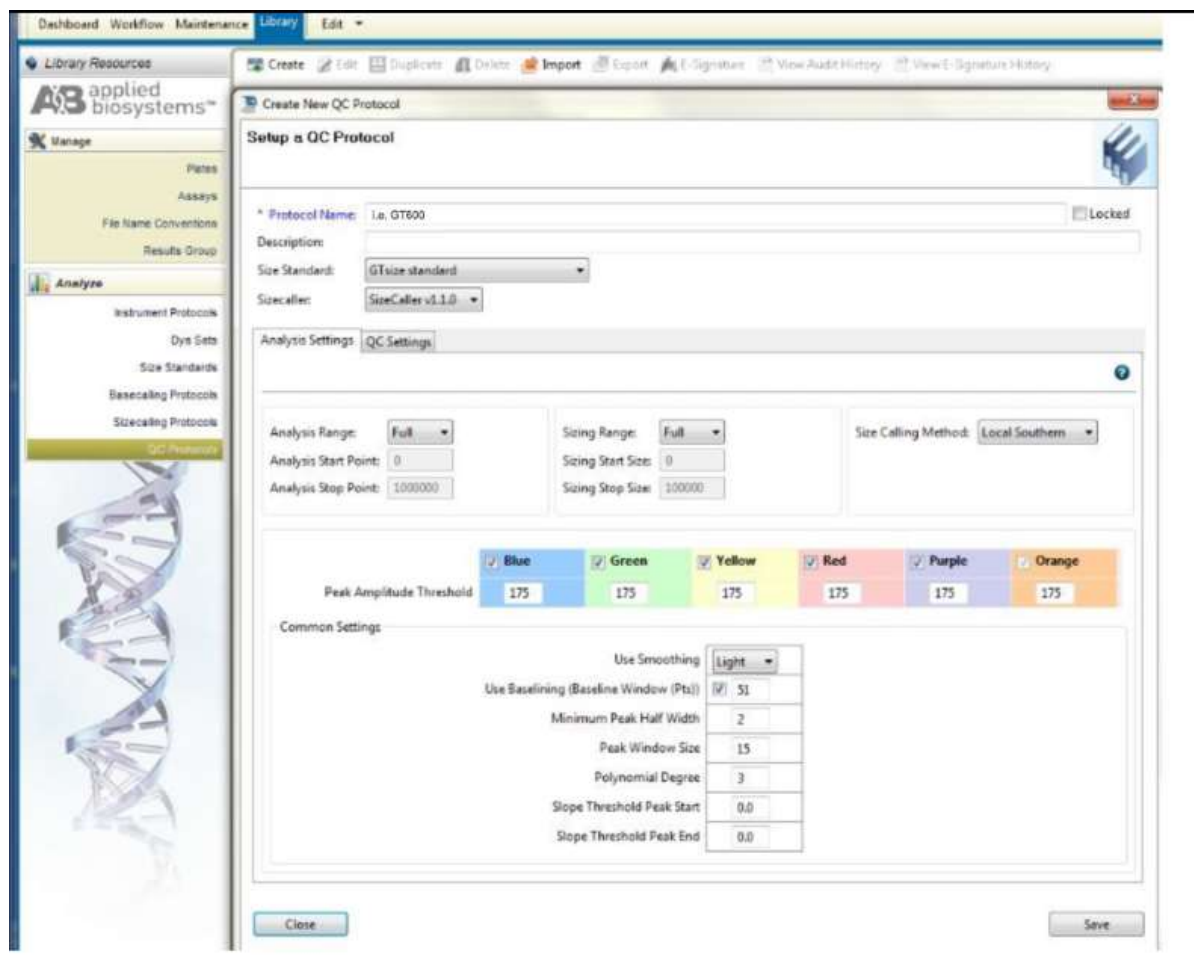 Dashboard Workflow Maintenance Library Edit
Library Resources
Create Edit Duplicate Delete Import Export E-Signature View Audit History View E-Signature History
AB applied biosystems™
Manage
Plates
Assays
File Name Conventions
Results Group
Analyze
Instrument Protocols
Dye Sets
Size Standards
Basecalling Protocols
Sizecalling Protocols
QC Protocols
Create New QC Protocol
Setup a QC Protocol
* Protocol Name: i.e. GT600 Locked
Description:
Size Standard: GTsize standard
Sizecaller: SizeCaller v1.1.0
Analysis Settings QC Settings
Analysis Range: Full Sizing Range: Full Size Calling Method: Local Southern
Analysis Start Point: 0 Sizing Start Size: 0
Analysis Stop Point: 1000000 Sizing Stop Size: 100000
Blue Green Yellow Red Purple Orange
Peak Amplitude Threshold 175 175 175 175 175 175
Common Settings
Use Smoothing Light
Use Baselining (Baseline Window (Pts)) 51
Minimum Peak Half Width 2
Peak Window Size 15
Polynomial Degree 3
Slope Threshold Peak Start 0.0
Slope Threshold Peak End 0.0
Close Save